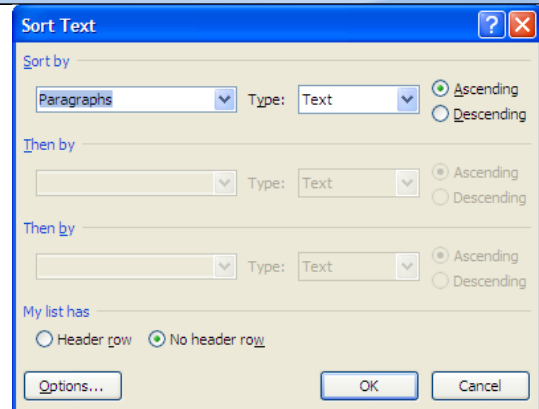 Sort Text
Sort by
Paragraphs Type: Text Ascending
Descending
Then by
Type: Text Ascending
Descending
Then by
Type: Text Ascending
Descending
My list has
Header row No header row
Options... OK Cancel